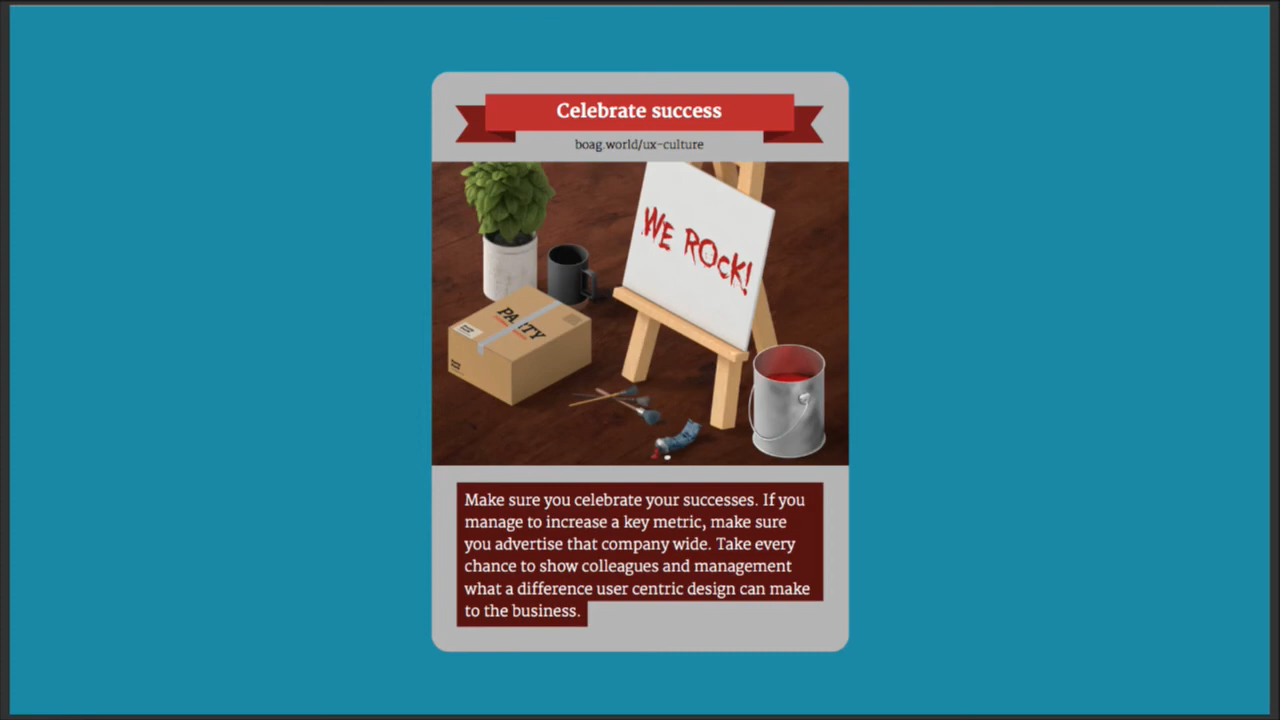 Celebrate success
boag.world/ux-culture
WE ROcK!
PARTY
Make sure you celebrate your successes. If you
manage to increase a key metric, make sure
you advertise that company wide. Take every
chance to show colleagues and management
what a difference user centric design can make
to the business.